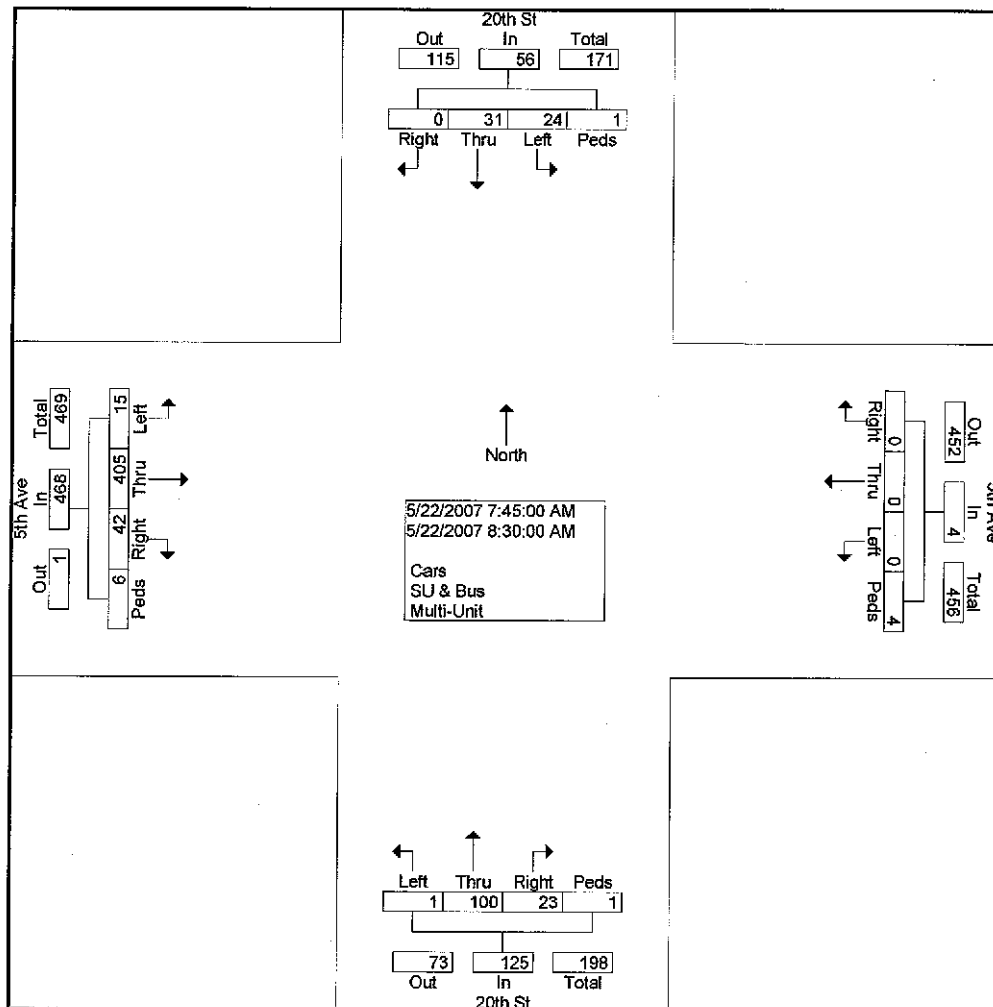 20th St
Out In Total
115 56 171
0 31 24 1
Right Thru Left Peds
5th Ave
Total In Out
469 468 1
15 405 42 6
Left Thru Right Peds
North
5/22/2007 7:45:00 AM
5/22/2007 8:30:00 AM
Cars
SU & Bus
Multi-Unit
Right Thru Left Peds
0 0 0 4
Out In Total
452 4 456
Ave
Left Thru Right Peds
1 100 23 1
73 125 198
Out In Total
20th St